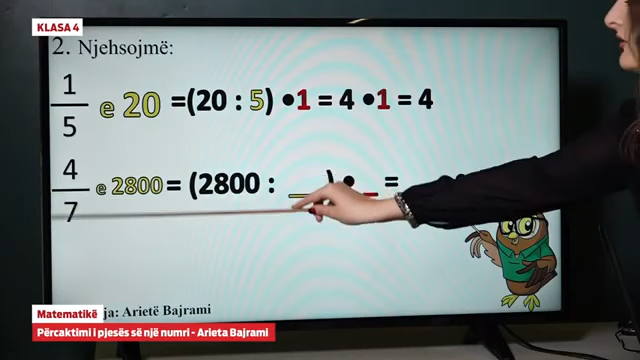 KLASA 4
2. Njehsojmë:
1/5 e 20 =(20 : 5) •1 = 4 •1 = 4
4/7 e 2800 = (2800 : __) • _ =
Matematikë
ja: Arietë Bajrami
Përcaktimi i pjesës së një numri - Arieta Bajrami